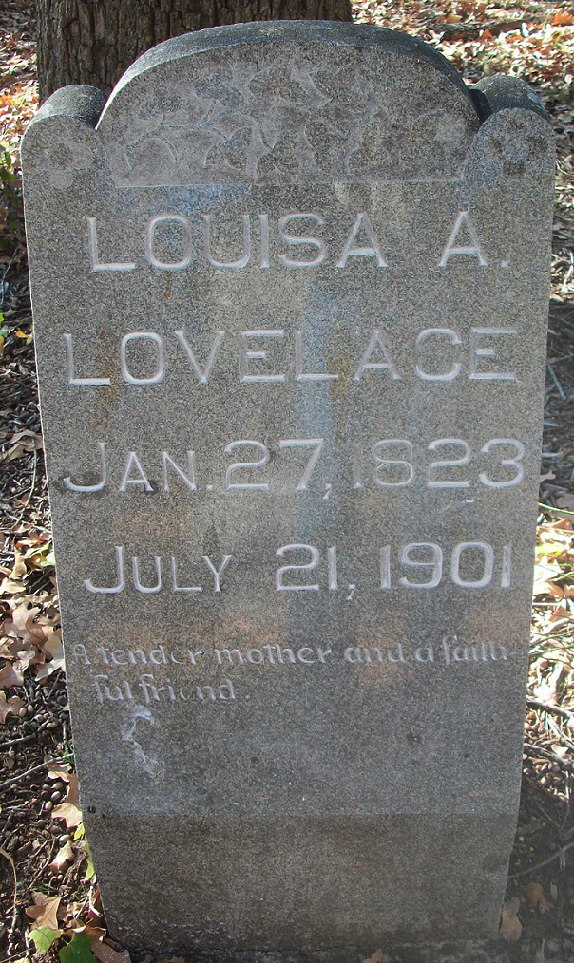 LOUISA A.
LOVELACE
JAN. 27, 1823
JULY 21, 1901
A tender mother and a faith-
ful friend.